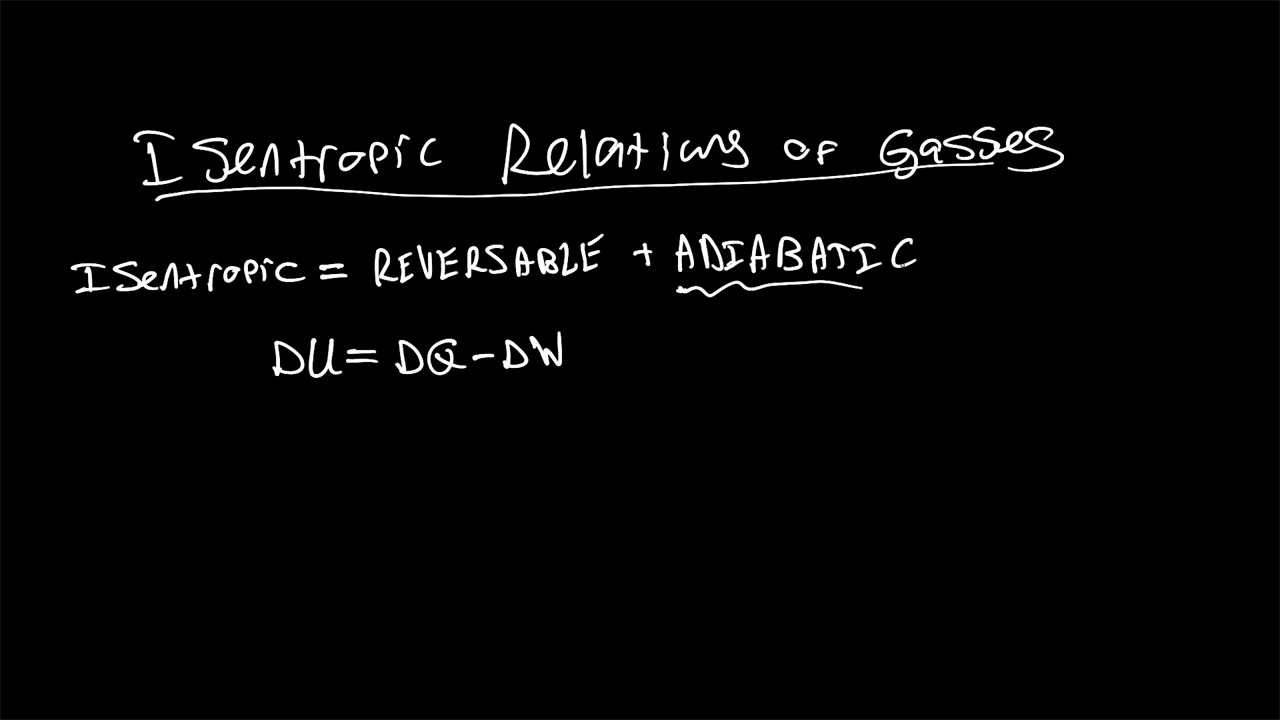 Isentropic Relations of Gasses
Isentropic = REVERSABLE + ADIABATIC
DU = DQ - DW